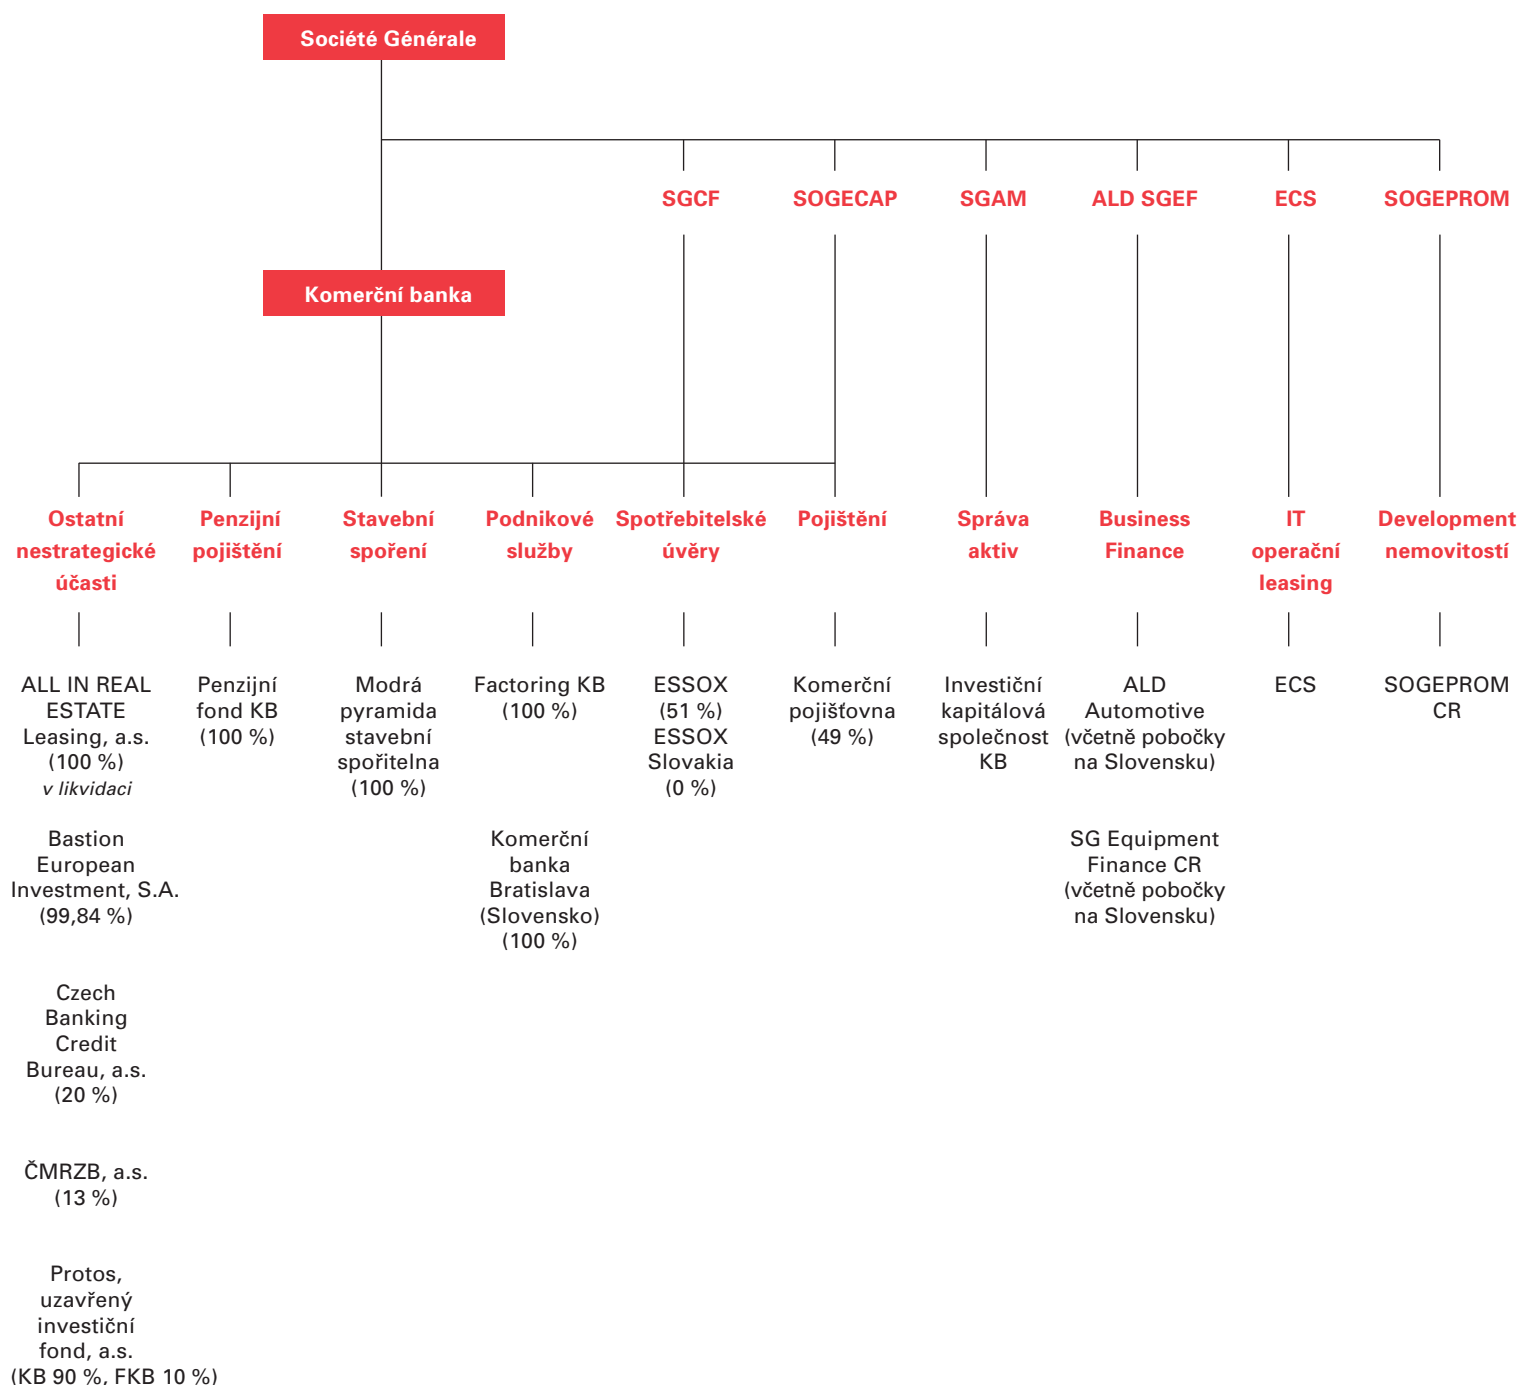 Société Générale
SGCF
SOGECAP
SGAM
ALD SGEF
ECS
SOGEPROM
Komerční banka
Ostatní
nestrategické
účasti
Penzijní
pojištění
Stavební
spoření
Podnikové
služby
Spotřebitelské
úvěry
Pojištění
Správa
aktiv
Business
Finance
IT
operační
leasing
Development
nemovitostí
ALL IN REAL
ESTATE
Leasing, a.s.
(100 %)
v likvidaci
Bastion
European
Investment, S.A.
(99,84 %)
Czech
Banking
Credit
Bureau, a.s.
(20 %)
ČMRZB, a.s.
(13 %)
Protos,
uzavřený
investiční
fond, a.s.
(KB 90 %, FKB 10 %)
Penzijní
fond KB
(100 %)
Modrá
pyramida
stavební
spořitelna
(100 %)
Factoring KB
(100 %)
Komerční
banka
Bratislava
(Slovensko)
(100 %)
ESSOX
(51 %)
ESSOX
Slovakia
(0 %)
Komerční
pojišťovna
(49 %)
Investiční
kapitálová
společnost
KB
ALD
Automotive
(včetně pobočky
na Slovensku)
SG Equipment
Finance CR
(včetně pobočky
na Slovensku)
ECS
SOGEPROM
CR